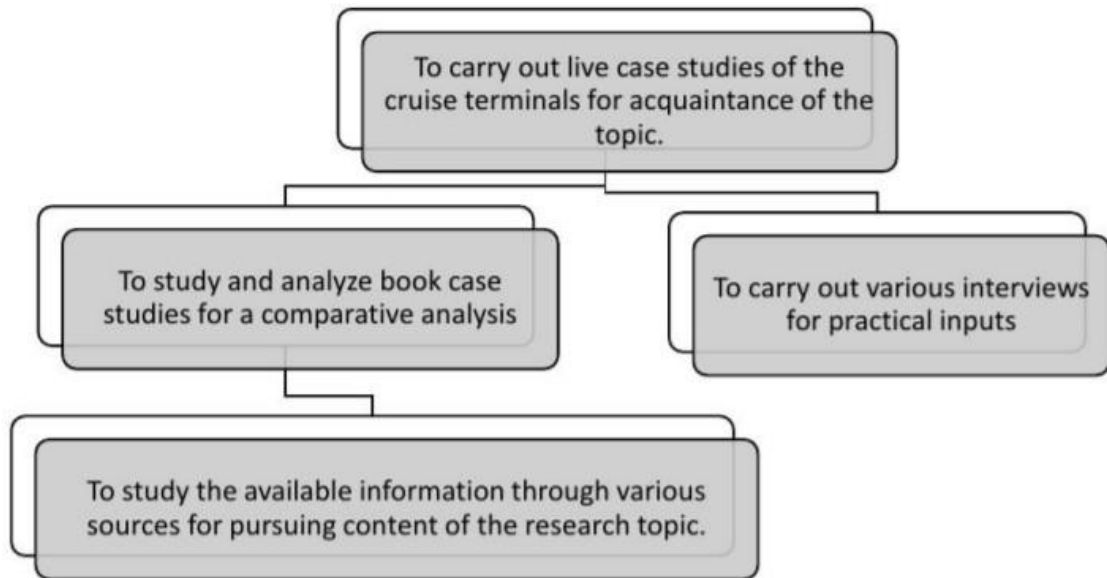 To carry out live case studies of the
cruise terminals for acquaintance of the
topic.
To study and analyze book case
studies for a comparative analysis
To carry out various interviews
for practical inputs
To study the available information through various
sources for pursuing content of the research topic.